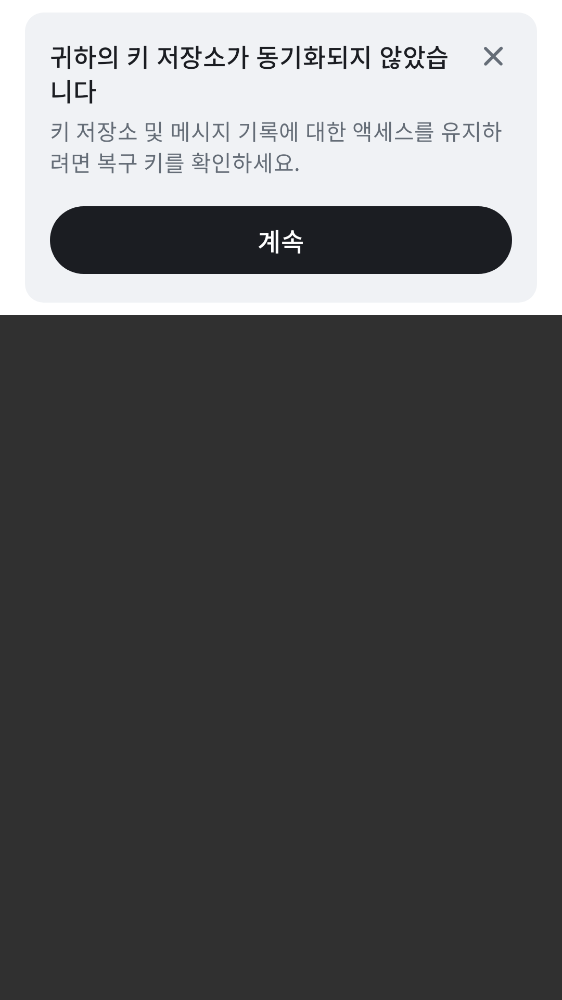 귀하의 키 저장소가 동기화되지 않았습
니다
키 저장소 및 메시지 기록에 대한 액세스를 유지하
려면 복구 키를 확인하세요.
계속